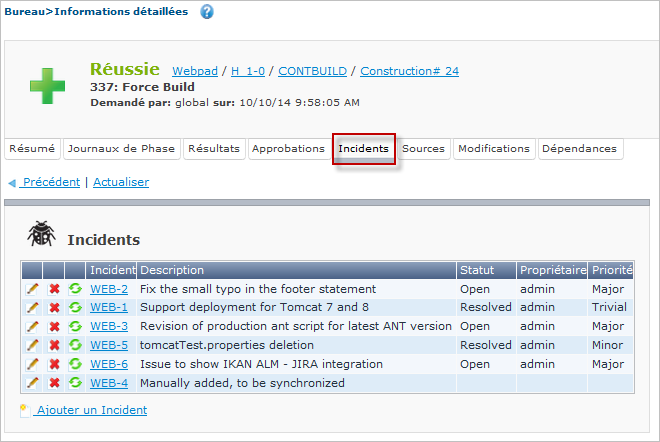 Bureau>Informations détaillées ?
Réussie Webpad / H_1-0 / CONTBUILD / Construction# 24
337: Force Build
Demandé par: global sur: 10/10/14 9:58:05 AM
Résumé Journaux de Phase Résultats Approbations Incidents Sources Modifications Dépendances
Précédent | Actualiser
Incidents
Incident Description Statut Propriétaire Priorité
WEB-2 Fix the small typo in the footer statement Open admin Major
WEB-1 Support deployment for Tomcat 7 and 8 Resolved admin Trivial
WEB-3 Revision of production ant script for latest ANT version Open admin Major
WEB-5 tomcatTest.properties deletion Resolved admin Minor
WEB-6 Issue to show IKAN ALM - JIRA integration Open admin Major
WEB-4 Manually added, to be synchronized
Ajouter un Incident